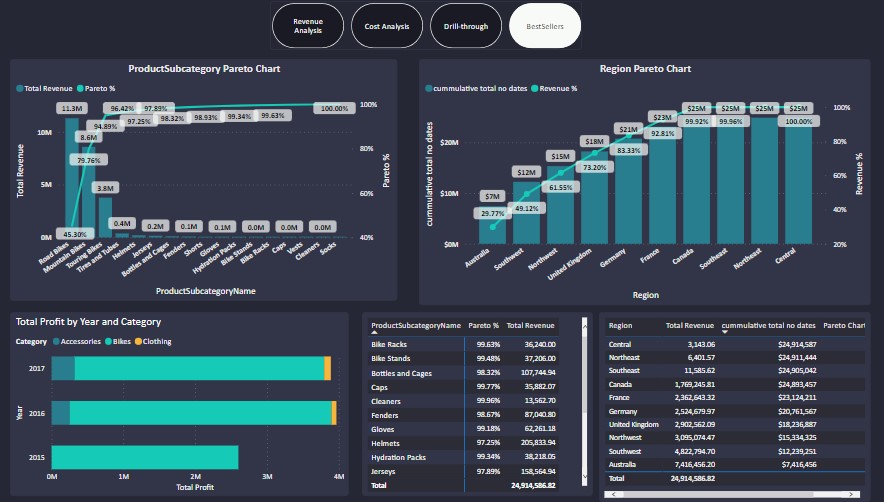 Revenue
Analysis
Cost Analysis
Drill-through
BestSellers
ProductSubcategory Pareto Chart
Total Revenue Pareto %
11.3M
96.42%
97.89%
100.00%
94.89%
97.25%
98.32%
98.93%
99.34%
99.63%
8.6M
79.76%
3.8M
0.4M
0.2M
0.1M
0.1M
0.0M
0.0M
45.30%
10M
5M
0M
100%
80%
60%
40%
Total Revenue
Pareto %
Road Bikes
Mountain Bikes
Touring Bikes
Tires and Tubes
Helmets
Jerseys
Bottles and Cages
Fenders
Shorts
Gloves
Hydration Packs
Bike Stands
Bike Racks
Caps
Vests
Cleaners
Socks
ProductSubcategoryName
Region Pareto Chart
cummulative total no dates Revenue %
$7M
$12M
$15M
$18M
$21M
$23M
$25M
$25M
$25M
$25M
29.77%
49.12%
61.55%
73.20%
83.33%
92.81%
99.92%
99.96%
100.00%
$20M
$10M
$0M
100%
80%
60%
40%
20%
cummulative total no dates
Revenue %
Australia
Southwest
Northwest
United Kingdom
Germany
France
Canada
Southeast
Northeast
Central
Region
Total Profit by Year and Category
Category Accessories Bikes Clothing
2017
2016
2015
Year
0M 1M 2M 3M 4M
Total Profit
ProductSubcategoryName Pareto % Total Revenue
Bike Racks 99.63% 36,240.00
Bike Stands 99.48% 37,206.00
Bottles and Cages 98.32% 107,744.94
Caps 99.77% 35,882.07
Cleaners 99.96% 13,562.70
Fenders 98.67% 87,040.80
Gloves 99.18% 62,261.18
Helmets 97.25% 205,833.94
Hydration Packs 99.34% 38,218.05
Jerseys 97.89% 158,564.94
Total 24,914,586.82
Region Total Revenue cummulative total no dates Pareto Chart
Central 3,143.06 $24,914,587
Northeast 6,401.57 $24,911,444
Southeast 11,585.62 $24,905,042
Canada 1,769,245.81 $24,893,457
France 2,362,643.32 $23,124,211
Germany 2,524,679.97 $20,761,567
United Kingdom 2,902,562.09 $18,236,887
Northwest 3,095,074.47 $15,334,325
Southwest 4,822,794.70 $12,239,251
Australia 7,416,456.20 $7,416,456
Total 24,914,586.82